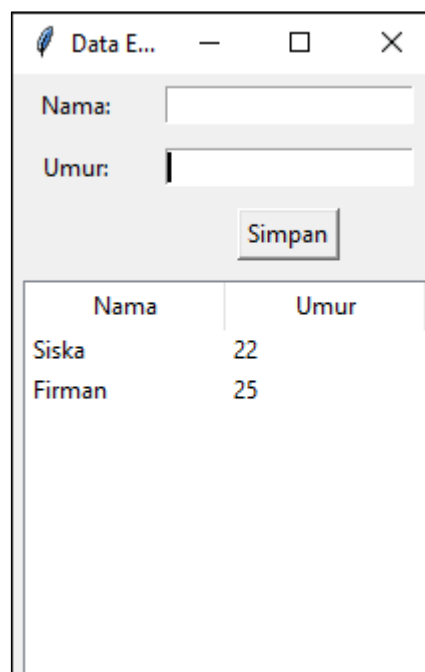 Data E...
Nama:
Umur:
Simpan
Nama Umur
Siska 22
Firman 25